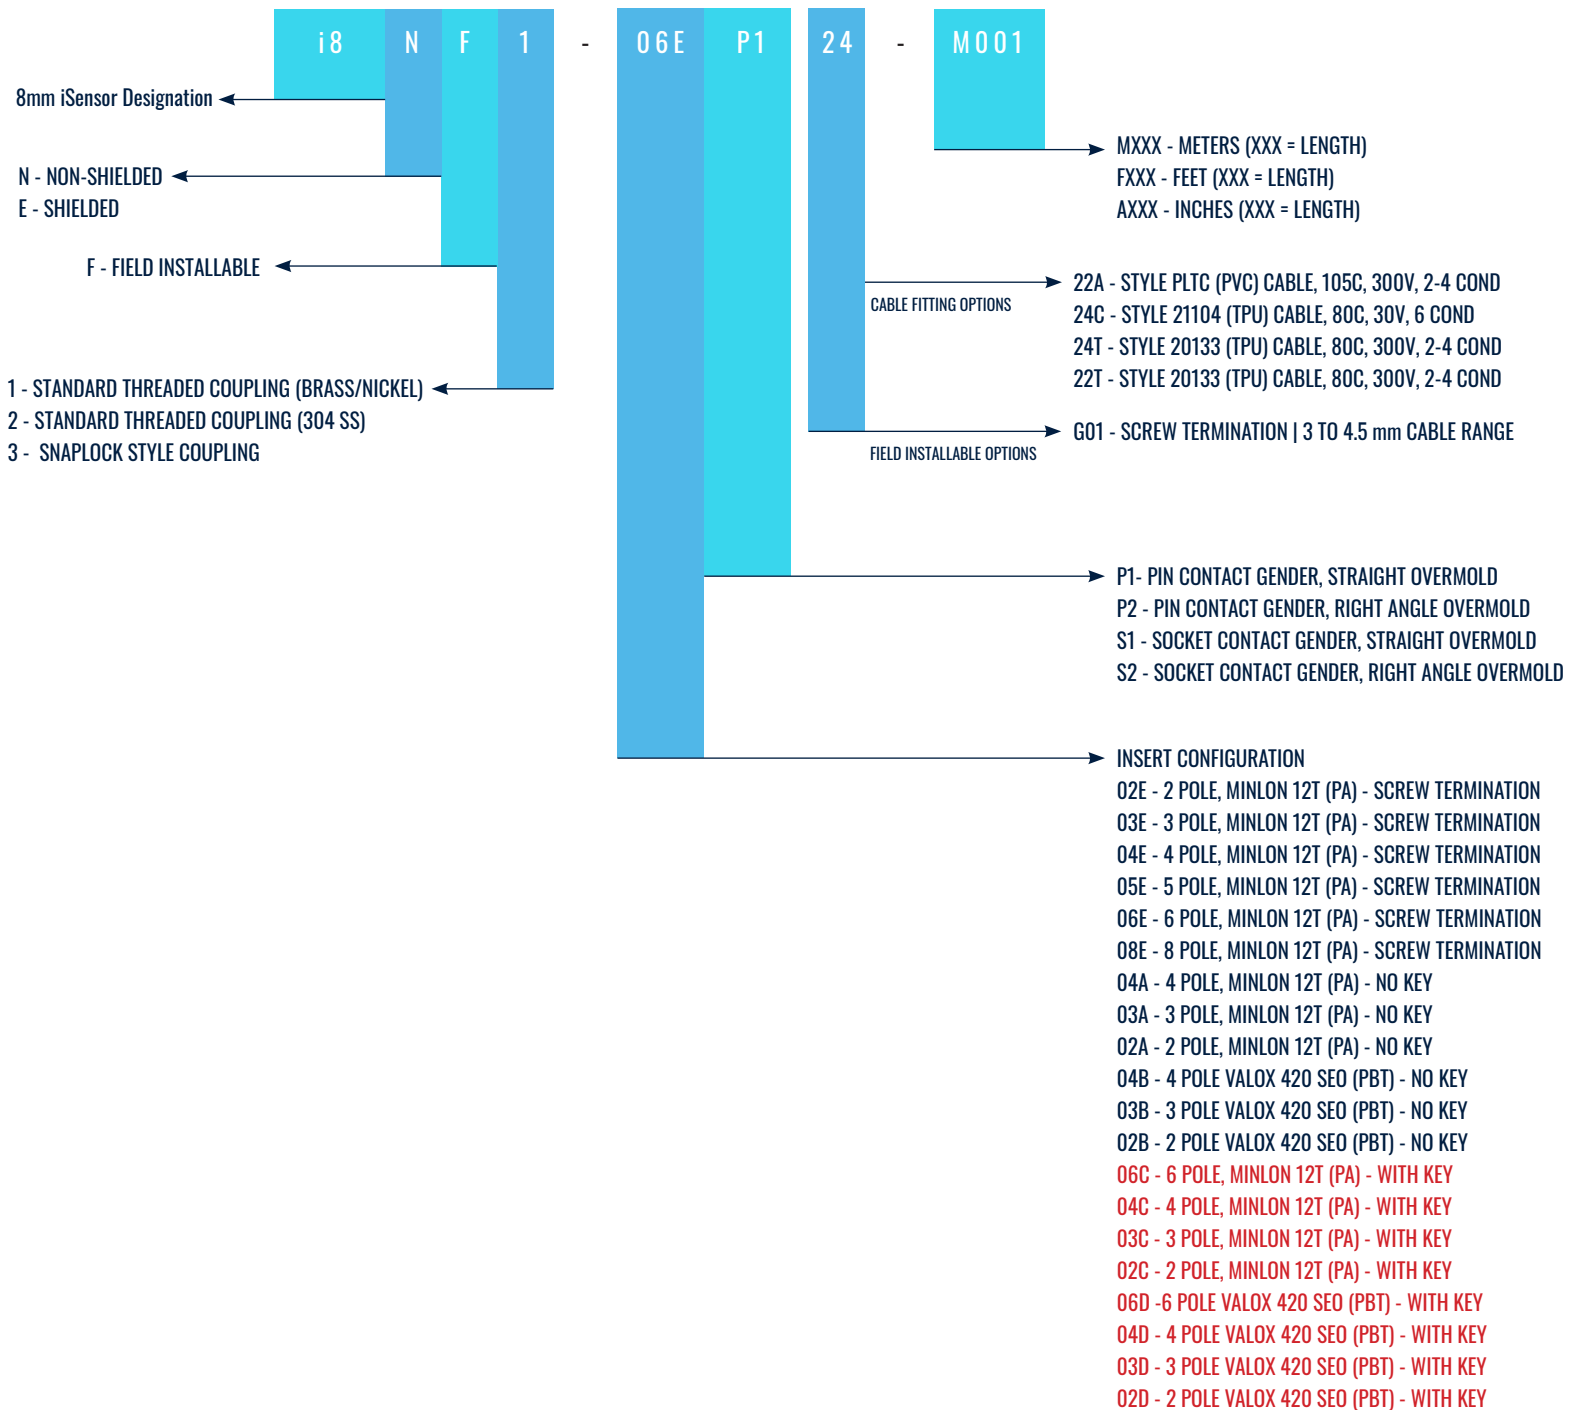 i8 N F 1 - 06E P1 24 - M001
8mm iSensor Designation
N - NON-SHIELDED
E - SHIELDED
F - FIELD INSTALLABLE
1 - STANDARD THREADED COUPLING (BRASS/NICKEL)
2 - STANDARD THREADED COUPLING (304 SS)
3 - SNAPLOCK STYLE COUPLING
MXXX - METERS (XXX = LENGTH)
FXXX - FEET (XXX = LENGTH)
AXXX - INCHES (XXX = LENGTH)
CABLE FITTING OPTIONS
22A - STYLE PLTC (PVC) CABLE, 105C, 300V, 2-4 COND
24C - STYLE 21104 (TPU) CABLE, 80C, 30V, 6 COND
24T - STYLE 20133 (TPU) CABLE, 80C, 300V, 2-4 COND
22T - STYLE 20133 (TPU) CABLE, 80C, 300V, 2-4 COND
FIELD INSTALLABLE OPTIONS
G01 - SCREW TERMINATION | 3 TO 4.5 mm CABLE RANGE
P1- PIN CONTACT GENDER, STRAIGHT OVERMOLD
P2 - PIN CONTACT GENDER, RIGHT ANGLE OVERMOLD
S1 - SOCKET CONTACT GENDER, STRAIGHT OVERMOLD
S2 - SOCKET CONTACT GENDER, RIGHT ANGLE OVERMOLD
INSERT CONFIGURATION
02E - 2 POLE, MINLON 12T (PA) - SCREW TERMINATION
03E - 3 POLE, MINLON 12T (PA) - SCREW TERMINATION
04E - 4 POLE, MINLON 12T (PA) - SCREW TERMINATION
05E - 5 POLE, MINLON 12T (PA) - SCREW TERMINATION
06E - 6 POLE, MINLON 12T (PA) - SCREW TERMINATION
08E - 8 POLE, MINLON 12T (PA) - SCREW TERMINATION
04A - 4 POLE, MINLON 12T (PA) - NO KEY
03A - 3 POLE, MINLON 12T (PA) - NO KEY
02A - 2 POLE, MINLON 12T (PA) - NO KEY
04B - 4 POLE VALOX 420 SEO (PBT) - NO KEY
03B - 3 POLE VALOX 420 SEO (PBT) - NO KEY
02B - 2 POLE VALOX 420 SEO (PBT) - NO KEY
06C - 6 POLE, MINLON 12T (PA) - WITH KEY
04C - 4 POLE, MINLON 12T (PA) - WITH KEY
03C - 3 POLE, MINLON 12T (PA) - WITH KEY
02C - 2 POLE, MINLON 12T (PA) - WITH KEY
06D -6 POLE VALOX 420 SEO (PBT) - WITH KEY
04D - 4 POLE VALOX 420 SEO (PBT) - WITH KEY
03D - 3 POLE VALOX 420 SEO (PBT) - WITH KEY
02D - 2 POLE VALOX 420 SEO (PBT) - WITH KEY